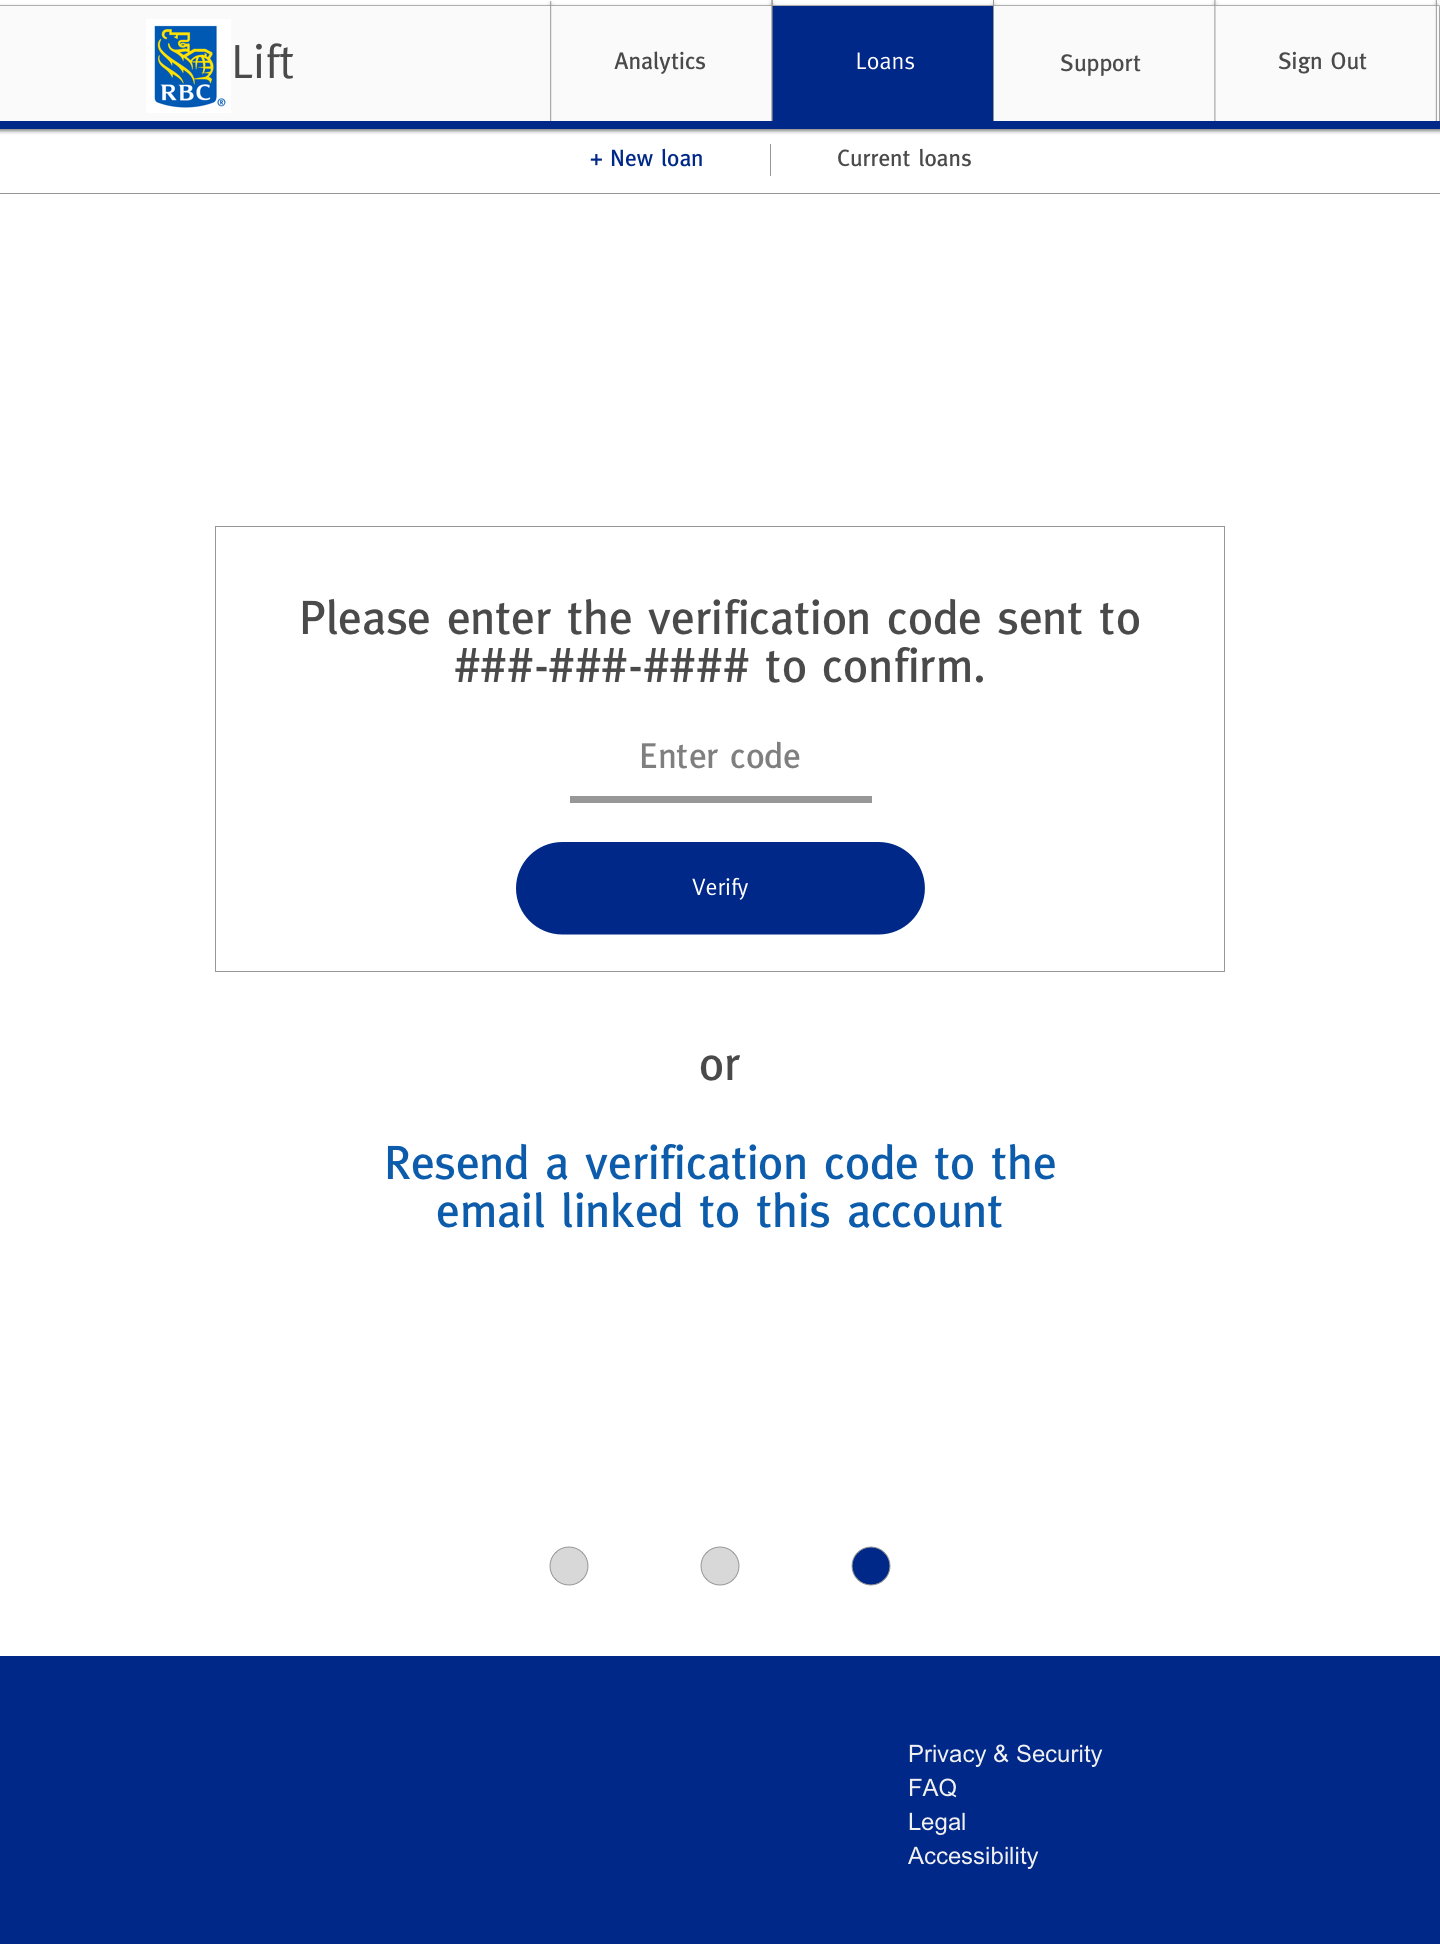 RBC®
Lift
Analytics
Loans
Support
Sign Out
+ New loan
Current loans
Please enter the verification code sent to
###-###-#### to confirm.
Enter code
Verify
or
Resend a verification code to the
email linked to this account
Privacy & Security
FAQ
Legal
Accessibility